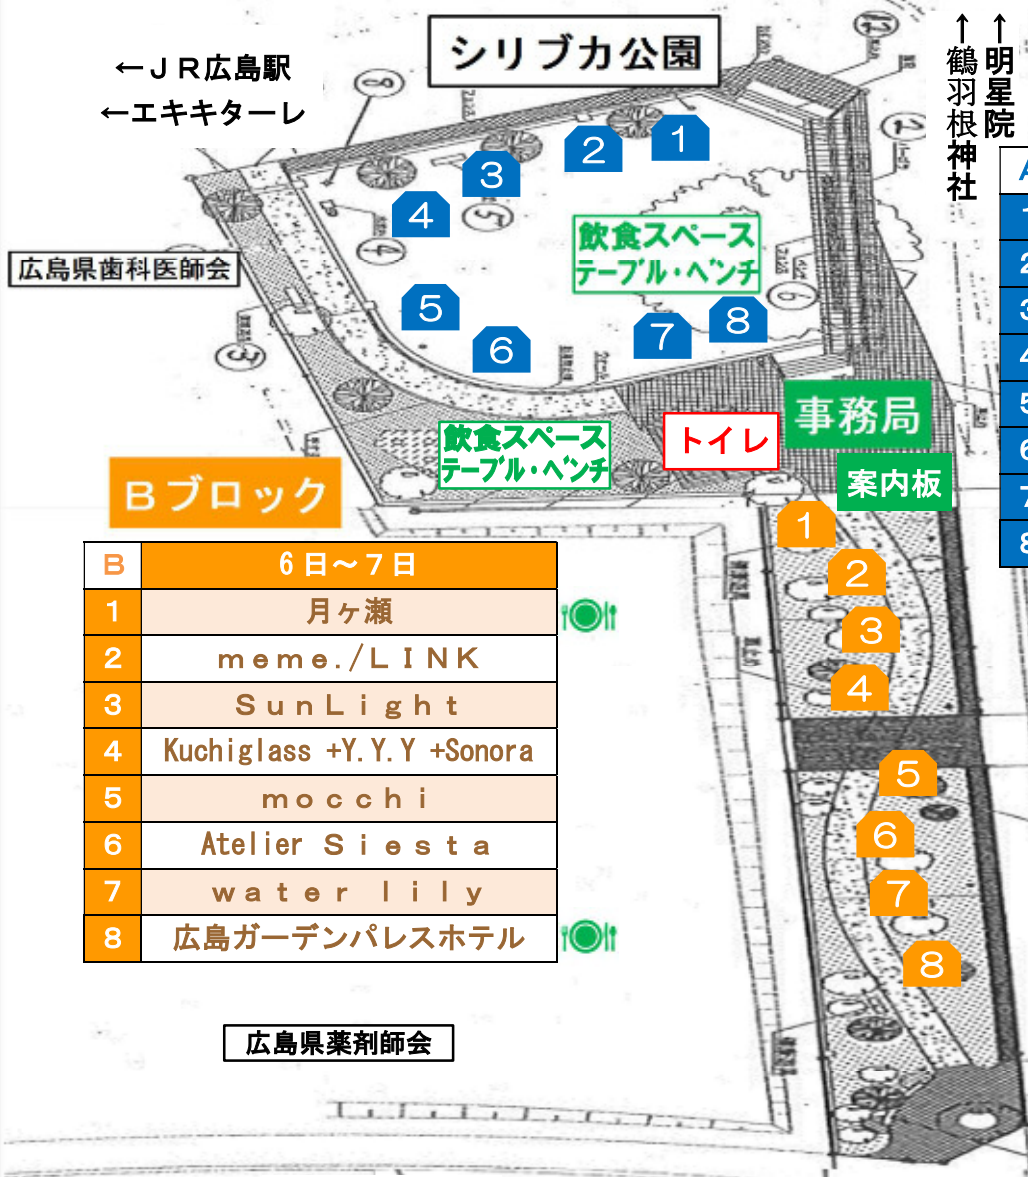 シリブカ公園
←ＪＲ広島駅
←エキキターレ
↑鶴羽根神社
↑明星院
1
2
3
4
5
6
7
8
飲食スペース
テーブル・ベンチ
広島県歯科医師会
飲食スペース
テーブル・ベンチ
トイレ
事務局
案内板
Ｂブロック
B 6日～7日
1 月ヶ瀬
2 ｍｅｍｅ．/ＬＩＮＫ
3 ＳｕｎＬｉｇｈｔ
4 Kuchiglass +Y.Y.Y +Sonora
5 ｍｏｃｃｈｉ
6 Atelier Ｓｉｅｓｔａ
7 ｗａｔｅｒ ｌｉｌｙ
8 広島ガーデンパレスホテル
1
2
3
4
5
6
7
8
広島県薬剤師会
12
8
2
5
4
6
3